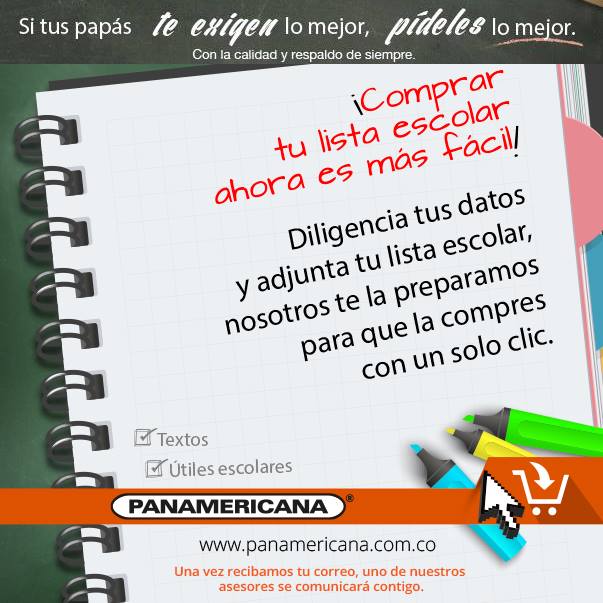 Si tus papás te exigen lo mejor, pídeles lo mejor.
Con la calidad y respaldo de siempre.
¡Comprar
tu lista escolar
ahora es más fácil!
Diligencia tus datos
y adjunta tu lista escolar,
nosotros te la preparamos
para que la compres
con un solo clic.
Textos
Útiles escolares
PANAMERICANA®
www.panamericana.com.co
Una vez recibamos tu correo, uno de nuestros
asesores se comunicará contigo.